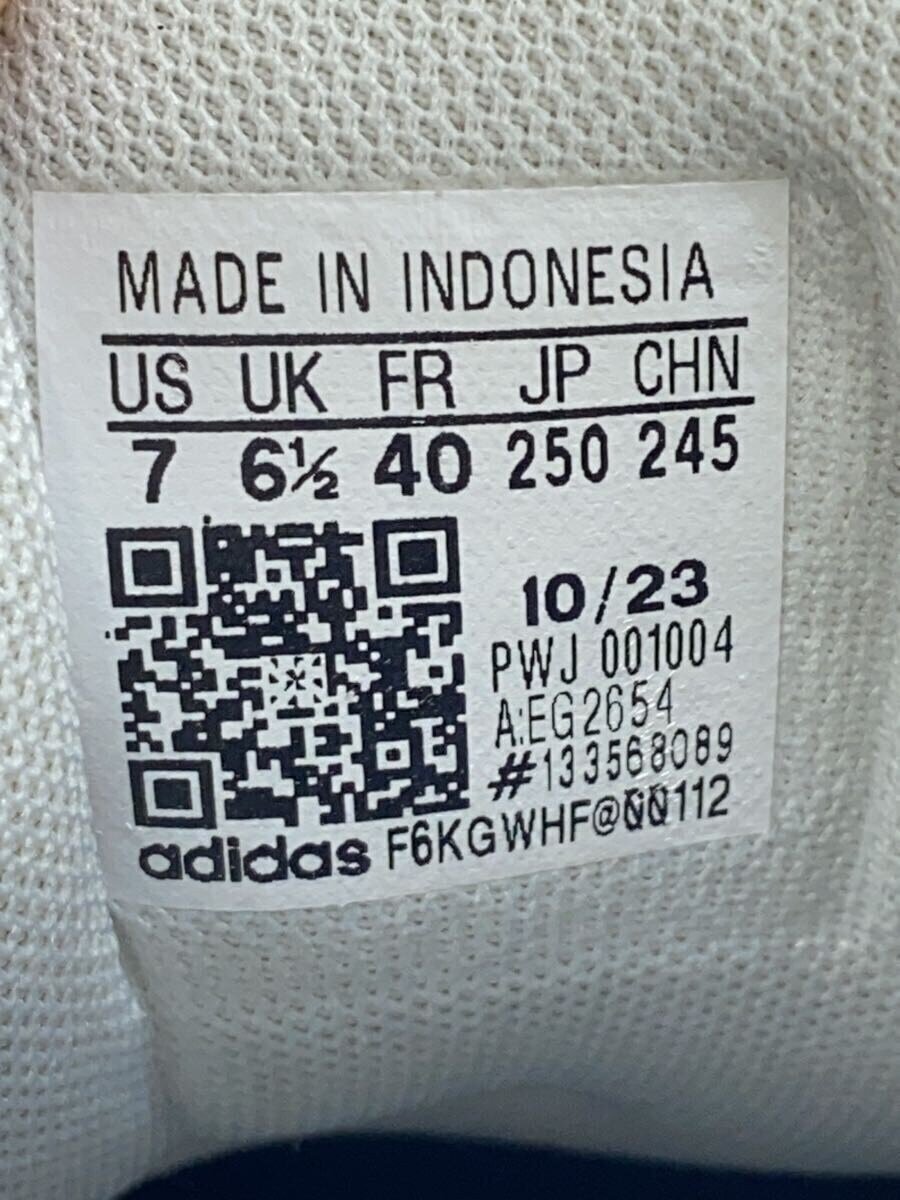 MADE IN INDONESIA
US UK FR JP CHN
7 6½ 40 250 245
10/23
PWJ 001004
A:EG2654
#133568089
adidas F6KGWHF@00112